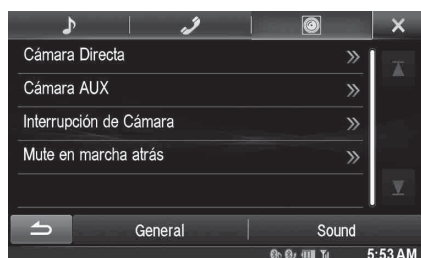 Cámara Directa
Cámara AUX
Interrupción de Cámara
Mute en marcha atrás
General Sound
5:53 AM